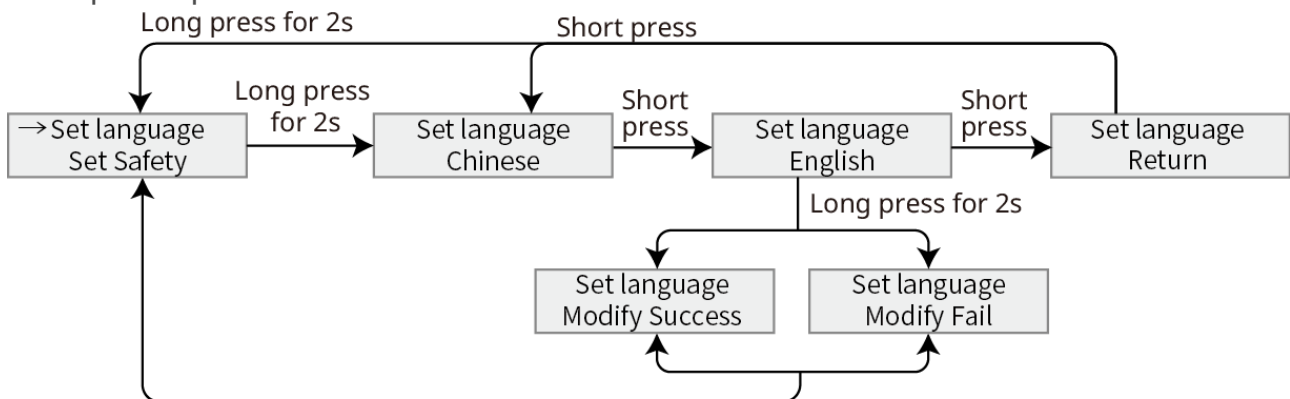 Long press for 2s
Short press
Long press
for 2s
Short
press
Short
press
→Set language
Set Safety
Set language
Chinese
Set language
English
Set language
Return
Long press for 2s
Set language
Modify Success
Set language
Modify Fail